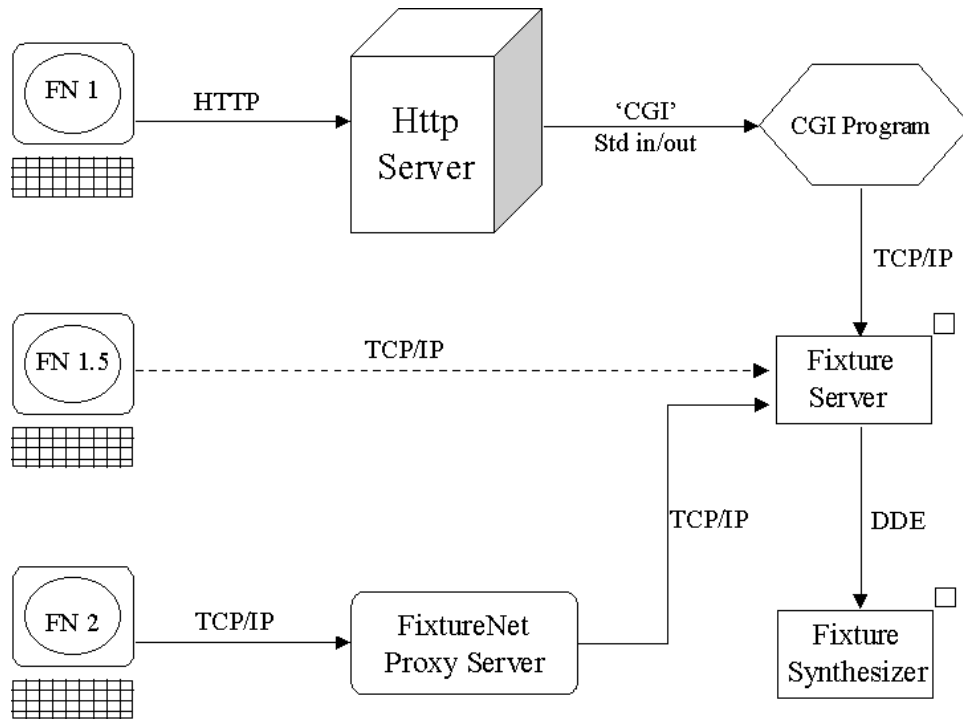 FN 1
HTTP
Http
Server
‘CGI’
Std in/out
CGI Program
TCP/IP
FN 1.5
TCP/IP
Fixture
Server
TCP/IP
DDE
FN 2
TCP/IP
FixtureNet
Proxy Server
Fixture
Synthesizer